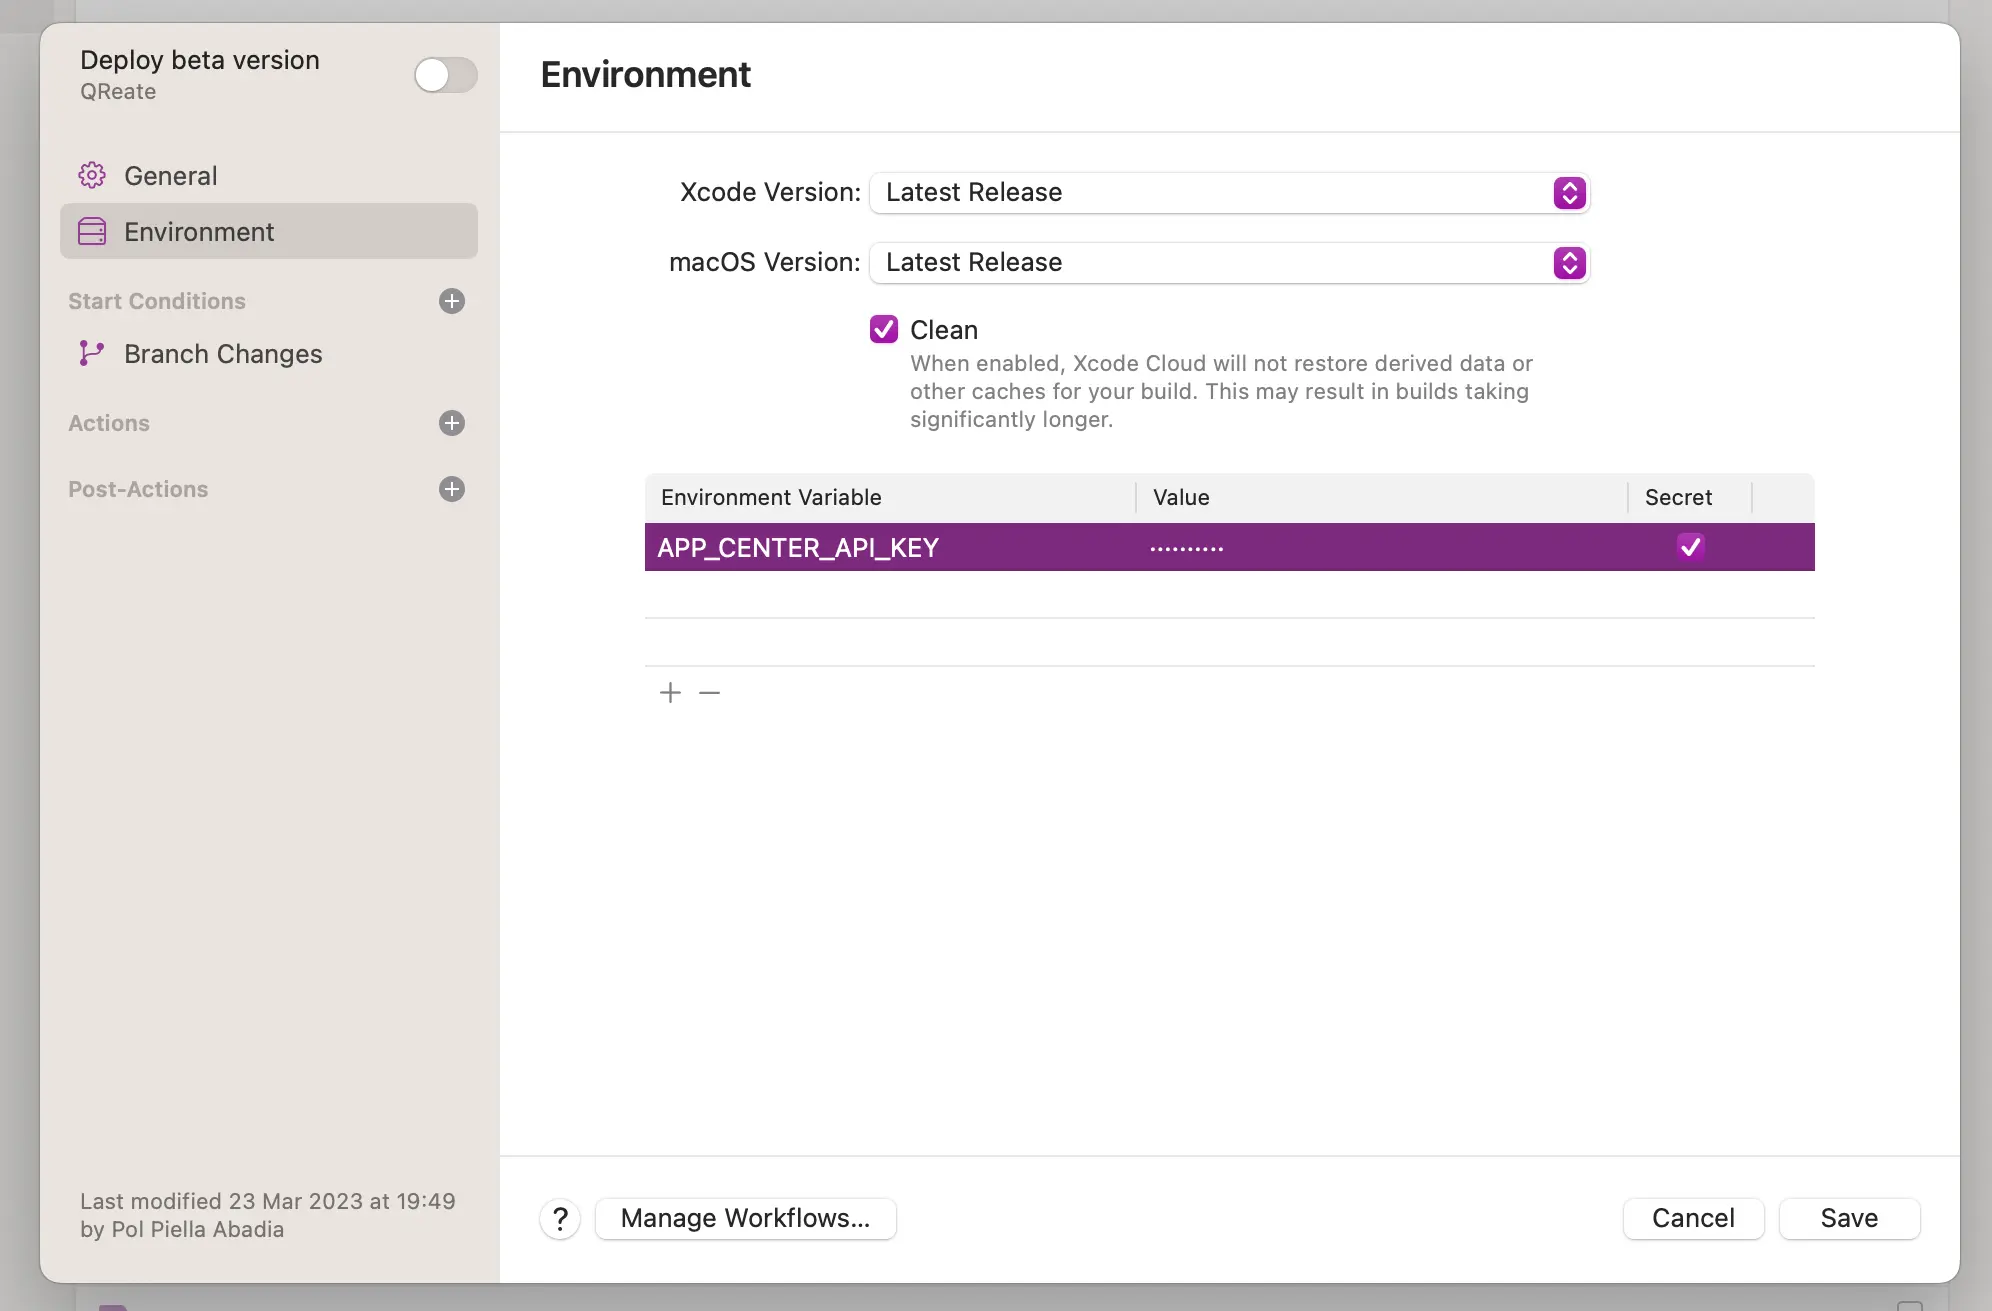 Deploy beta version
QReate
General
Environment
Start Conditions
Branch Changes
Actions
Post-Actions
Last modified 23 Mar 2023 at 19:49
by Pol Piella Abadia
Environment
Xcode Version: Latest Release
macOS Version: Latest Release
Clean
When enabled, Xcode Cloud will not restore derived data or
other caches for your build. This may result in builds taking
significantly longer.
Environment Variable Value Secret
APP_CENTER_API_KEY ••••••••••
? Manage Workflows... Cancel Save